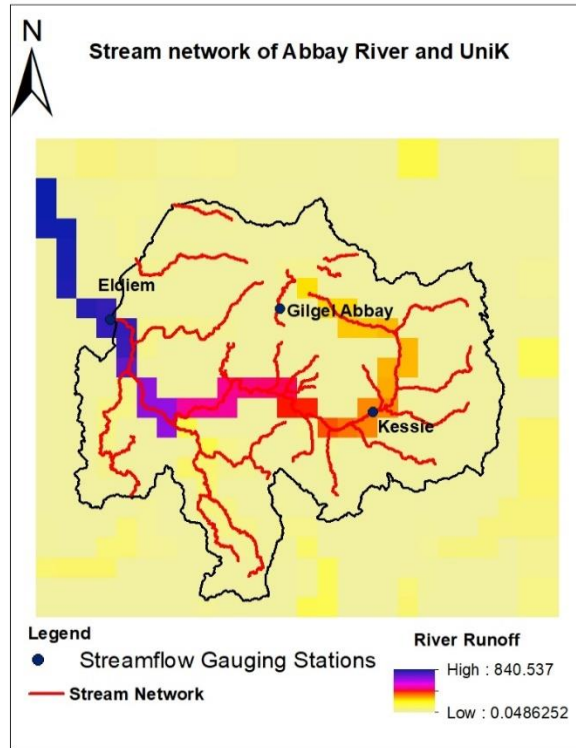 N
Stream network of Abbay River and UniK
Eldiem
Gilgel Abbay
Kessie
Legend
Streamflow Gauging Stations
Stream Network
River Runoff
High : 840.537
Low : 0.0486252